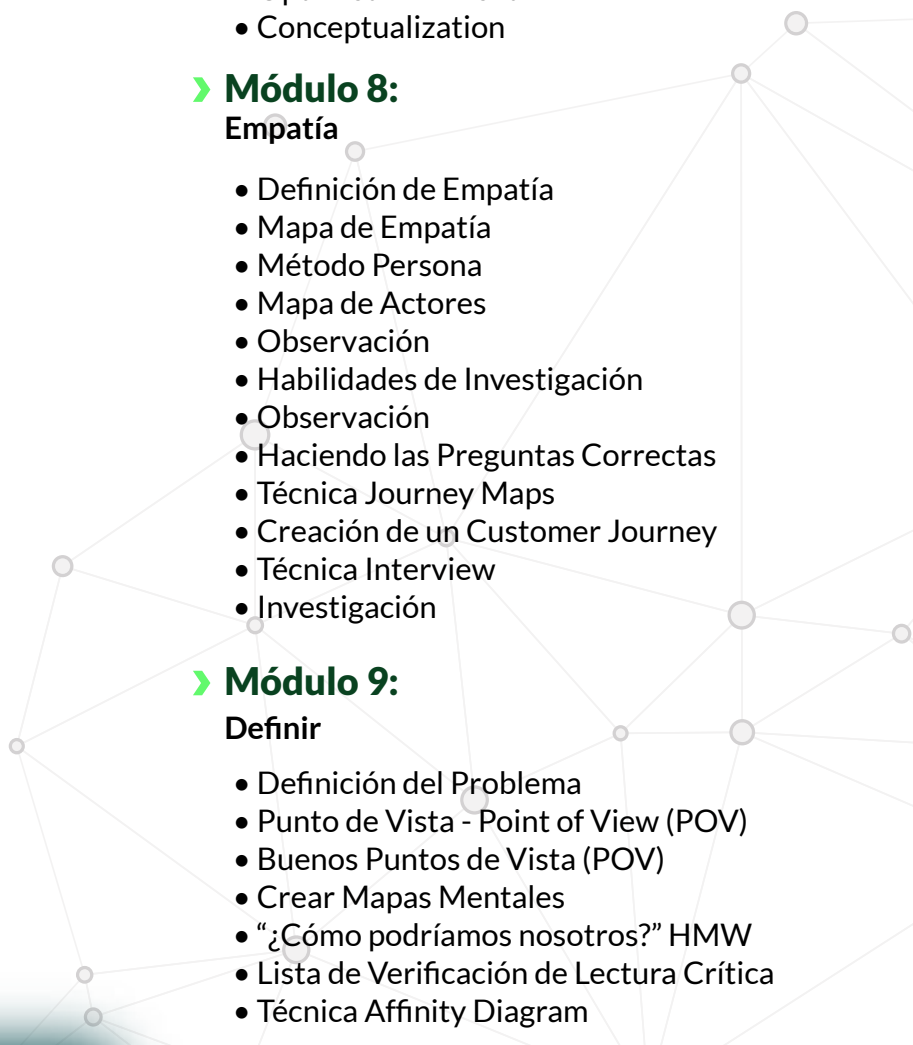 • Conceptualization
Módulo 8:
Empatía
• Definición de Empatía
• Mapa de Empatía
• Método Persona
• Mapa de Actores
• Observación
• Habilidades de Investigación
• Observación
• Haciendo las Preguntas Correctas
• Técnica Journey Maps
• Creación de un Customer Journey
• Técnica Interview
• Investigación
Módulo 9:
Definir
• Definición del Problema
• Punto de Vista - Point of View (POV)
• Buenos Puntos de Vista (POV)
• Crear Mapas Mentales
• “¿Cómo podríamos nosotros?” HMW
• Lista de Verificación de Lectura Crítica
• Técnica Affinity Diagram